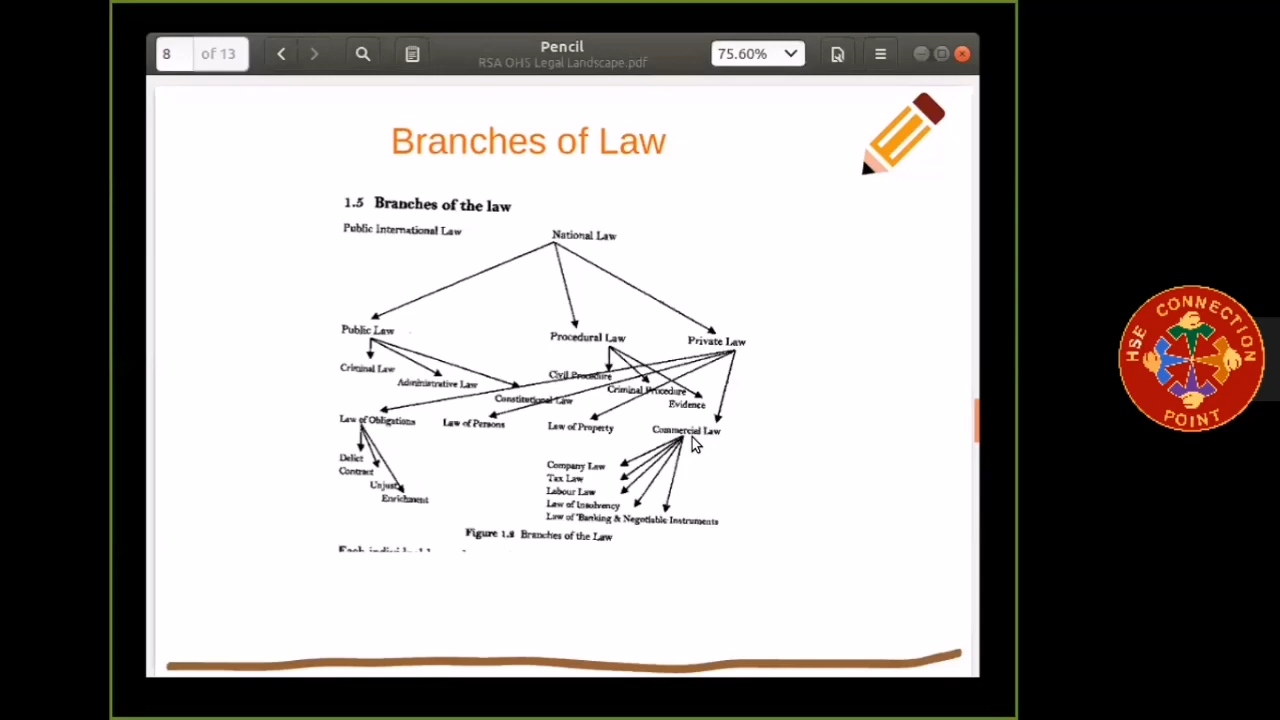 8 of 13
Pencil
RSA OHS Legal Landscape.pdf
75.60%
Branches of Law
1.5 Branches of the law
Public International Law
National Law
Public Law
Procedural Law
Private Law
Criminal Law
Administrative Law
Constitutional Law
Civil Procedure
Criminal Procedure
Evidence
Law of Obligations
Law of Persons
Law of Property
Commercial Law
Delict
Contract
Unjust
Enrichment
Company Law
Tax Law
Labour Law
Law of Insolvency
Law of Banking & Negotiable Instruments
Figure 1.8 Branches of the Law
HSE CONNECTION
POINT